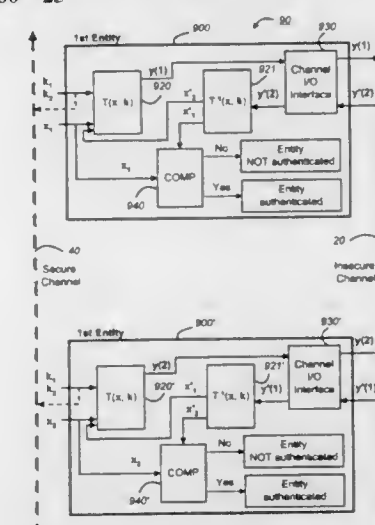 90
1st Entity
900
930
y(1)
y(1)
k₁
k₂
T(x, k)
920
921
T⁻¹(x, k)
Channel
I/O
Interface
y"(2)
y"(2)
x₁
x"₂
x"₁
x₁
COMP
940
No
Yes
Entity
NOT authenticated
Entity
authenticated
40
Secure
Channel
20
Insecure
Channel
1st Entity
900'
930'
y(2)
y(2)
k₁
k₂
T(x, k)
920'
921'
T⁻¹(x, k)
Channel
I/O
Interface
y"(1)
y"(1)
x₂
x"₁
x"₂
x₂
COMP
940'
No
Yes
Entity
NOT authenticated
Entity
authenticated